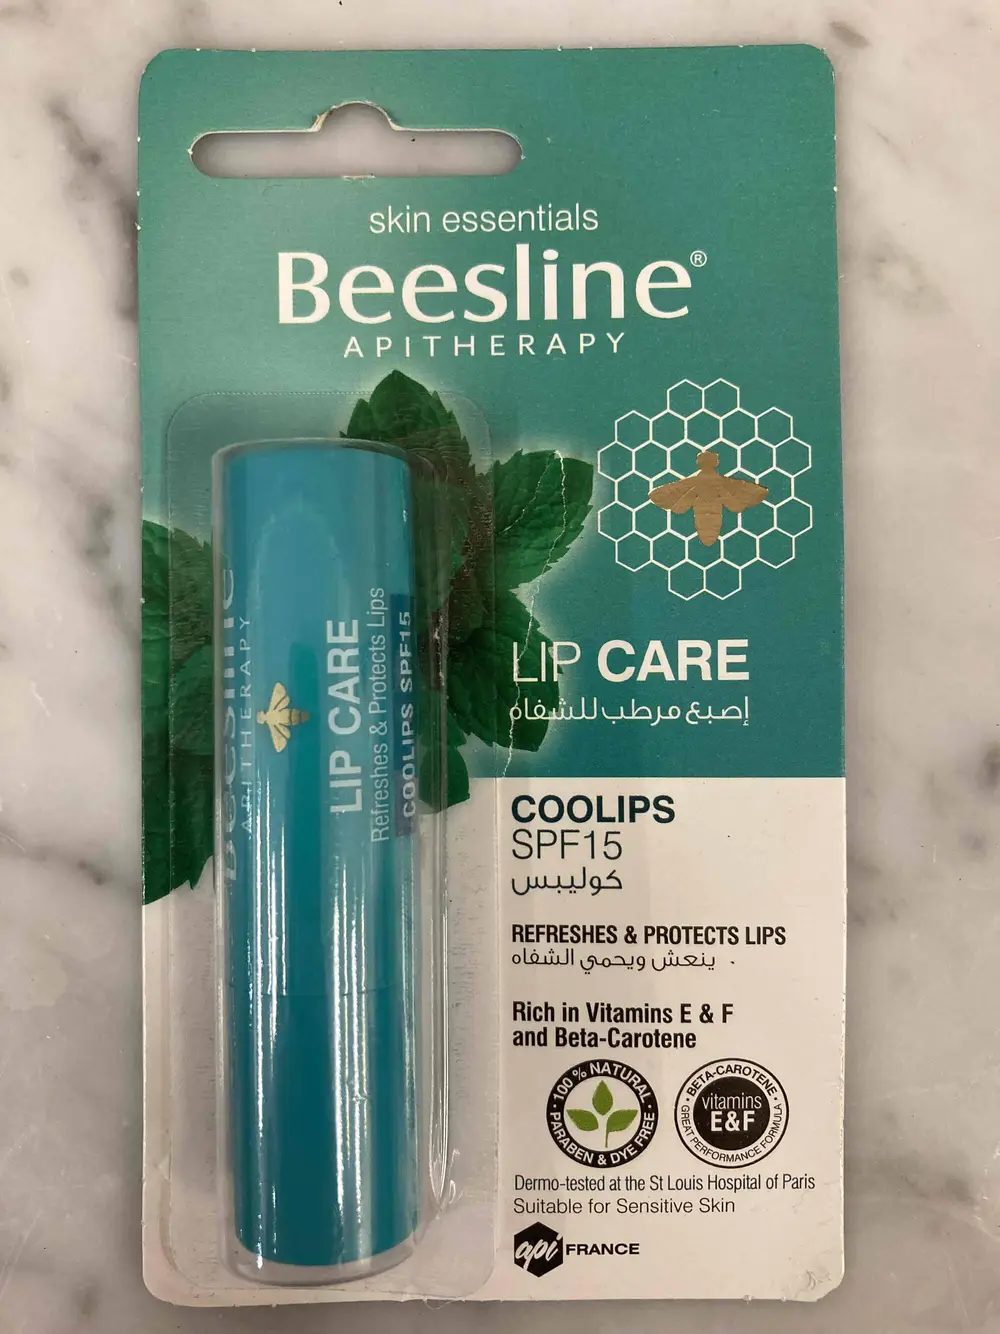 skin essentials
Beesline®
APITHERAPY
LIP CARE
إصبع مرطب للشفاه
COOLIPS
SPF15
كوليبس
REFRESHES & PROTECTS LIPS
ينعش ويحمي الشفاه
Rich in Vitamins E & F
and Beta-Carotene
100% NATURAL
PARABEN & DYE FREE
BETA-CAROTENE
vitamins
E&F
GREAT PERFORMANCE FORMULA
Dermo-tested at the St Louis Hospital of Paris
Suitable for Sensitive Skin
api FRANCE
Beesline
APITHERAPY
LIP CARE
Refreshes & Protects Lips
COOLIPS SPF15